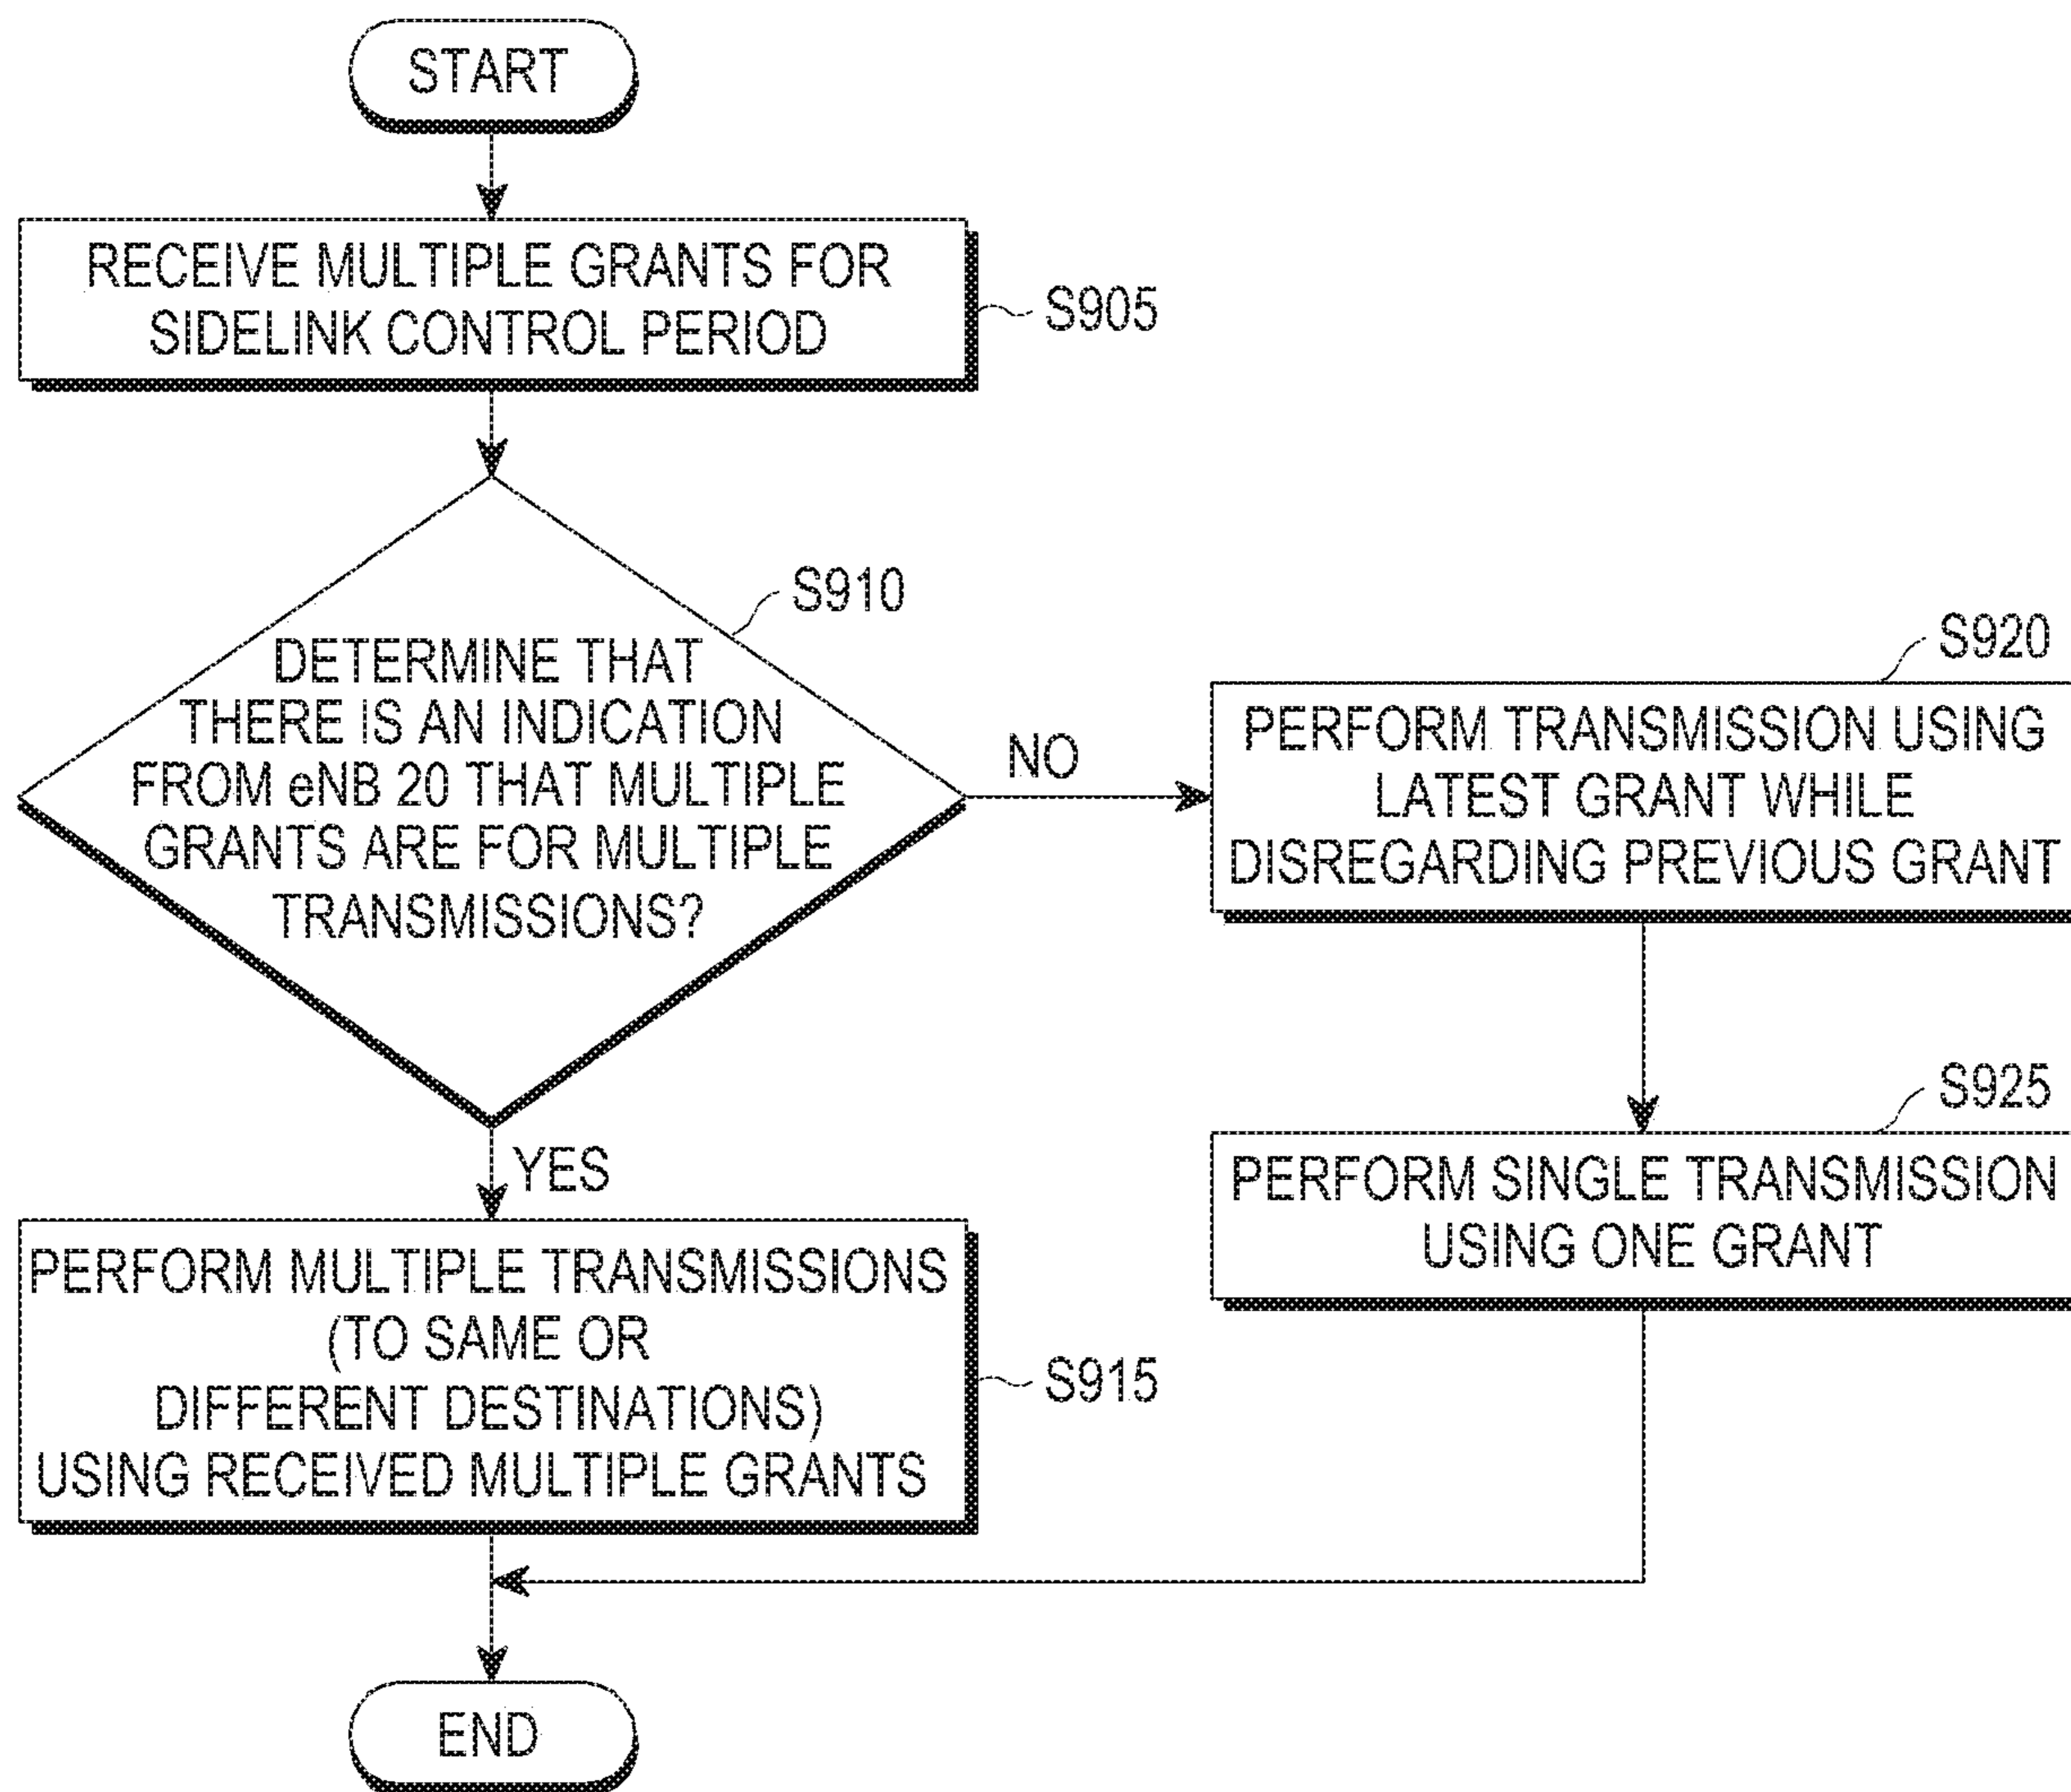 START
RECEIVE MULTIPLE GRANTS FOR
SIDELINK CONTROL PERIOD
S905
S910
DETERMINE THAT
THERE IS AN INDICATION
FROM eNB 20 THAT MULTIPLE
GRANTS ARE FOR MULTIPLE
TRANSMISSIONS?
NO
S920
PERFORM TRANSMISSION USING
LATEST GRANT WHILE
DISREGARDING PREVIOUS GRANT
S925
PERFORM SINGLE TRANSMISSION
USING ONE GRANT
YES
PERFORM MULTIPLE TRANSMISSIONS
(TO SAME OR
DIFFERENT DESTINATIONS)
USING RECEIVED MULTIPLE GRANTS
S915
END